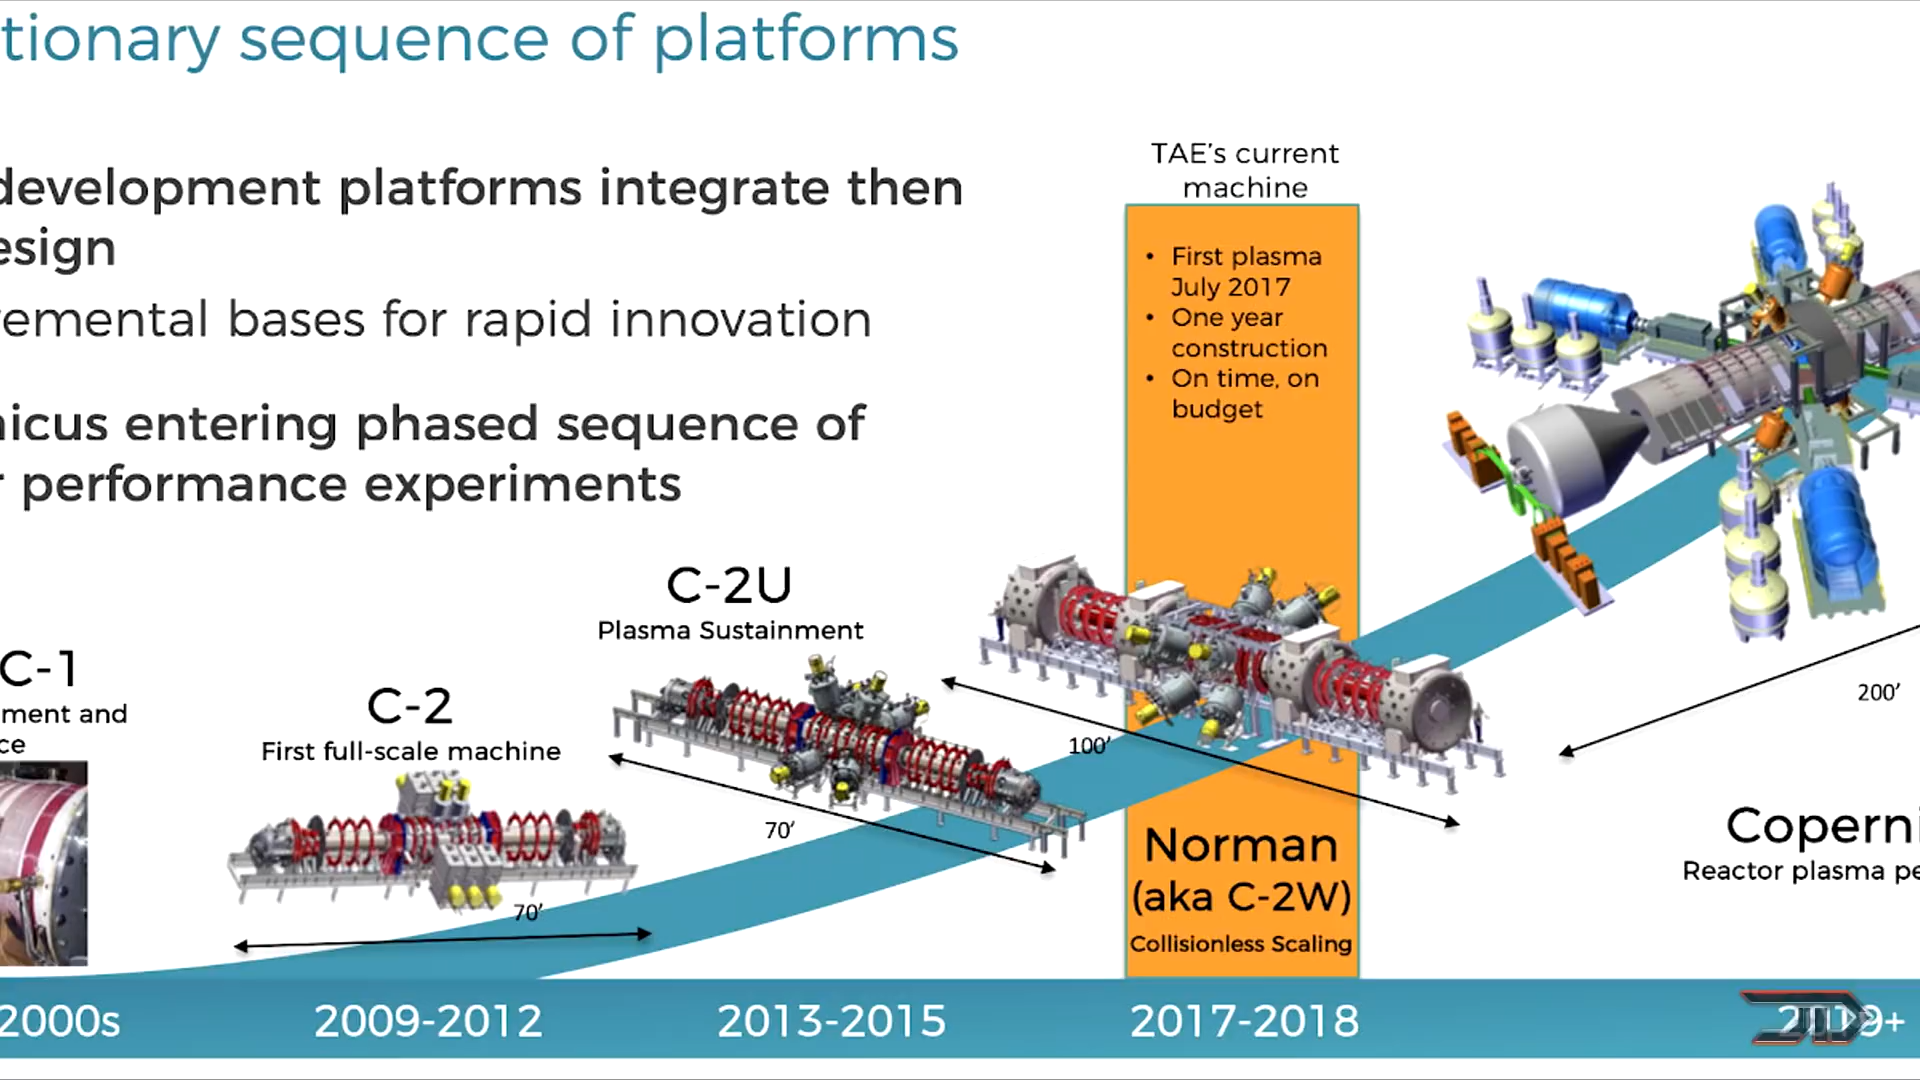 tionary sequence of platforms
development platforms integrate then
esign
remental bases for rapid innovation
nicus entering phased sequence of
r performance experiments
TAE's current
machine
• First plasma
July 2017
• One year
construction
• On time, on
budget
C-1
ment and
ce
C-2
First full-scale machine
70'
C-2U
Plasma Sustainment
70'
100'
Norman
(aka C-2W)
Collisionless Scaling
200'
Coperni
Reactor plasma pe
2000s
2009-2012
2013-2015
2017-2018
2019+